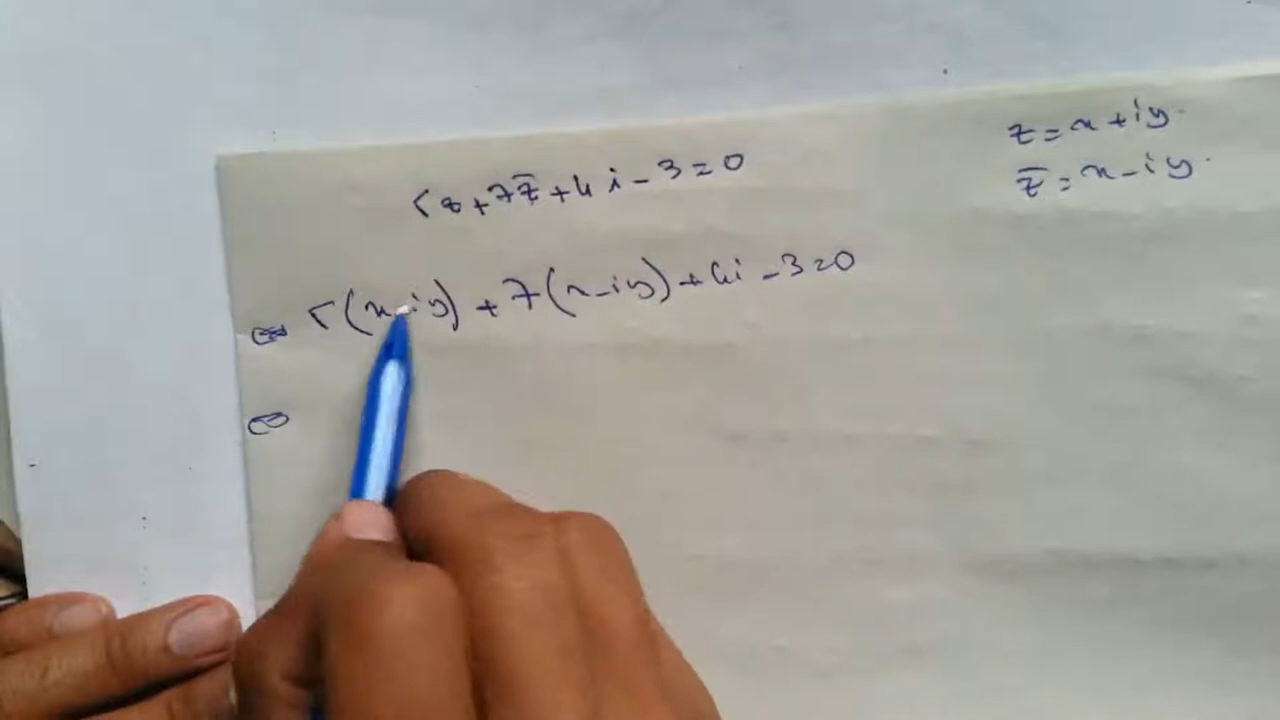 5z+7z̄+4i-3=0
z=x+iy
z̄=x-iy
⇔ 5(x+iy)+7(x-iy)+4i-3=0
⇔